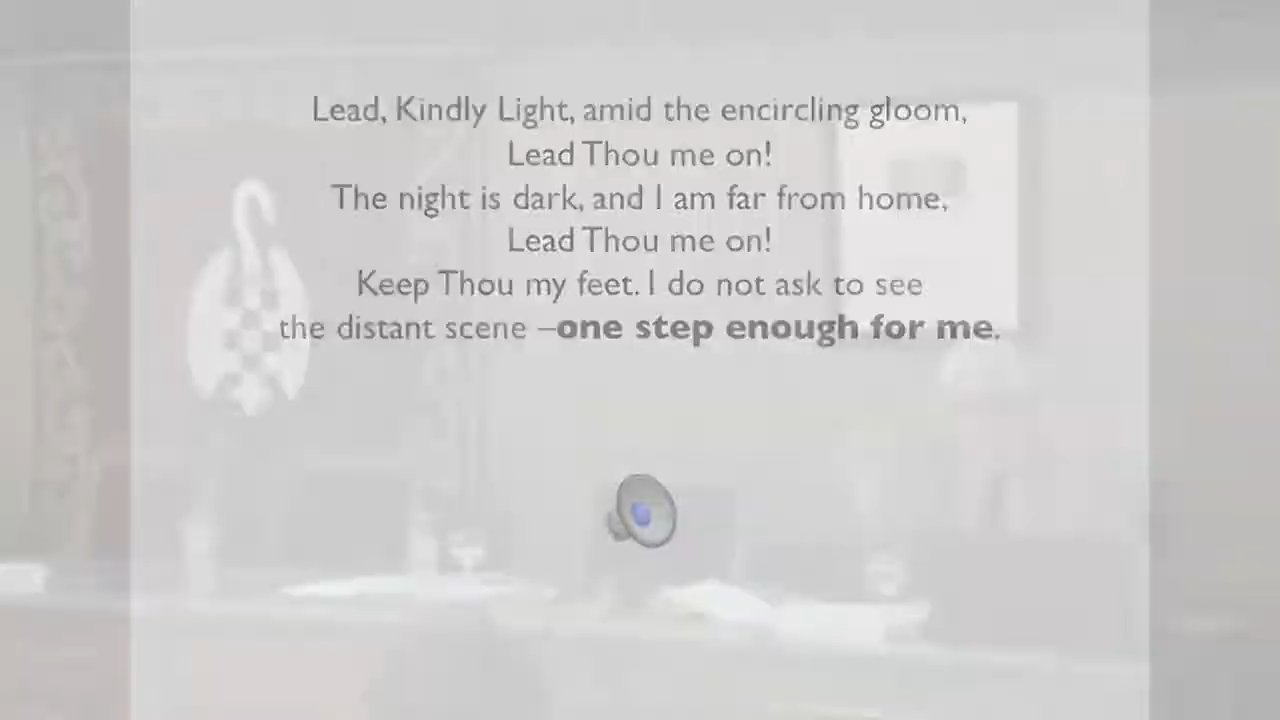 Lead, Kindly Light, amid the encircling gloom,
Lead Thou me on!
The night is dark, and I am far from home,
Lead Thou me on!
Keep Thou my feet. I do not ask to see
the distant scene –one step enough for me.